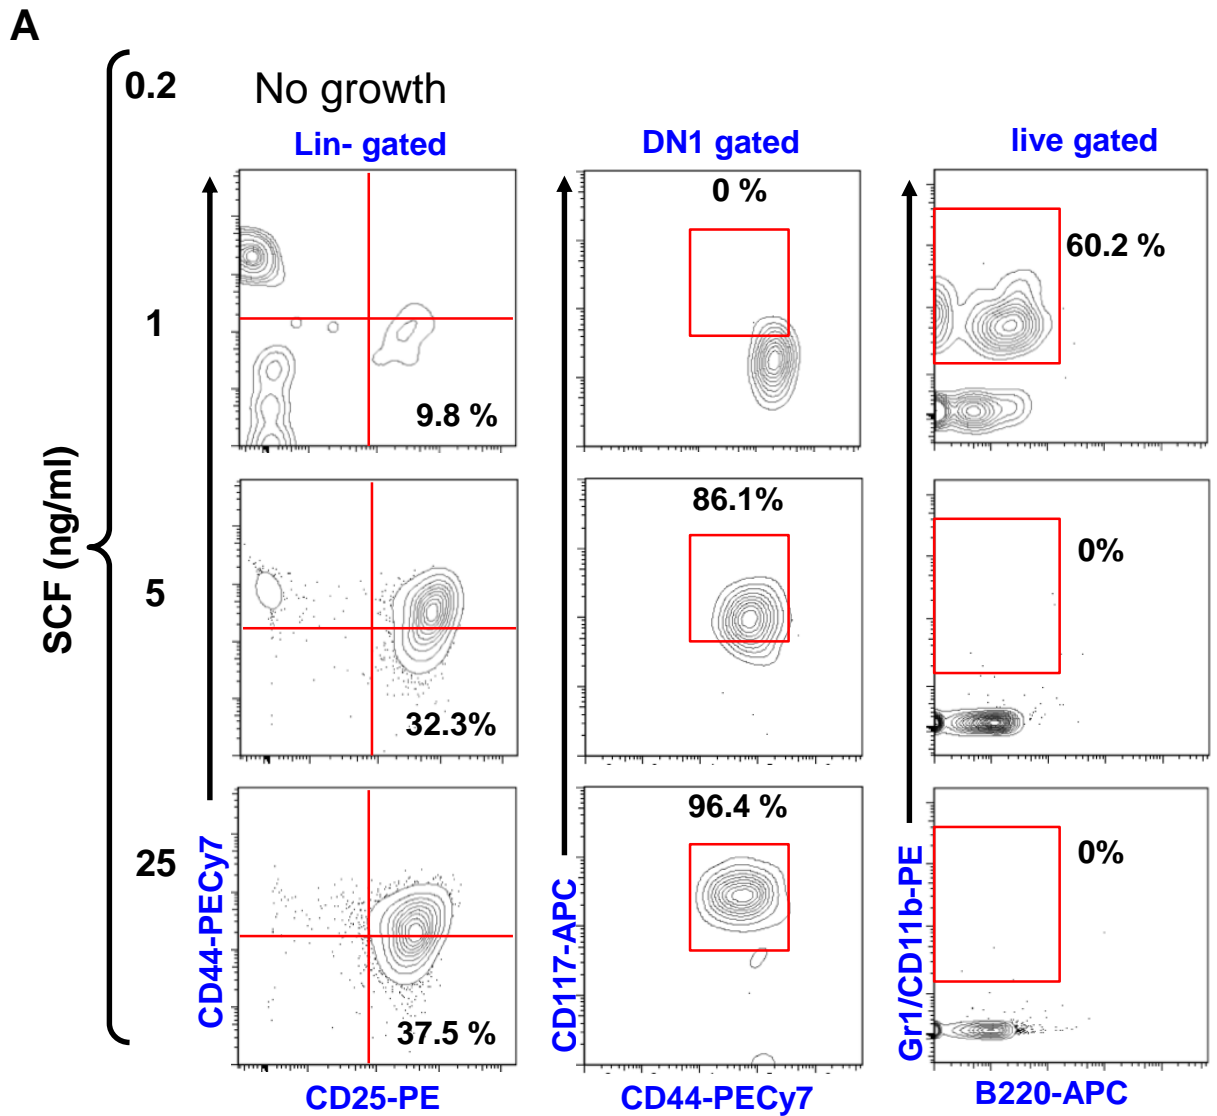 A
0.2 No growth
Lin- gated DN1 gated live gated
0 %
60.2 %
1
9.8 %
SCF (ng/ml)
86.1%
0%
5
32.3%
96.4 %
0%
25
37.5 %
CD44-PECy7
CD117-APC
Gr1/CD11b-PE
CD25-PE CD44-PECy7 B220-APC